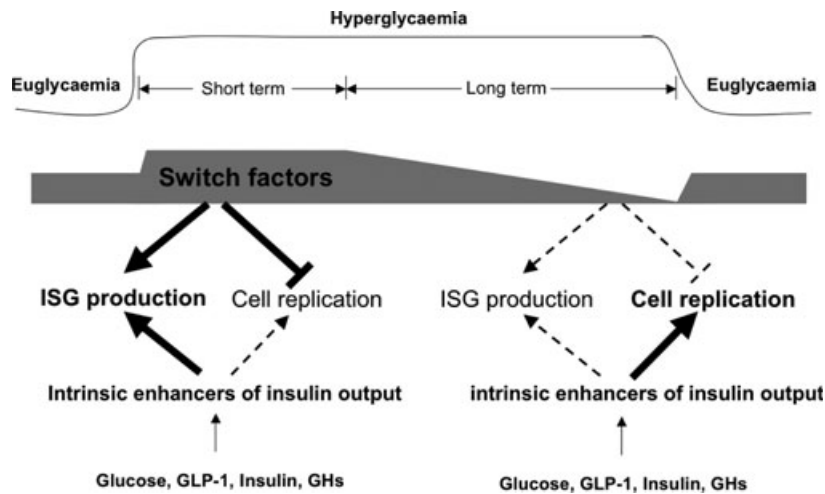 Hyperglycaemia
Euglycaemia
Short term
Long term
Euglycaemia
Switch factors
ISG production
Cell replication
ISG production
Cell replication
Intrinsic enhancers of insulin output
intrinsic enhancers of insulin output
Glucose, GLP-1, Insulin, GHs
Glucose, GLP-1, Insulin, GHs